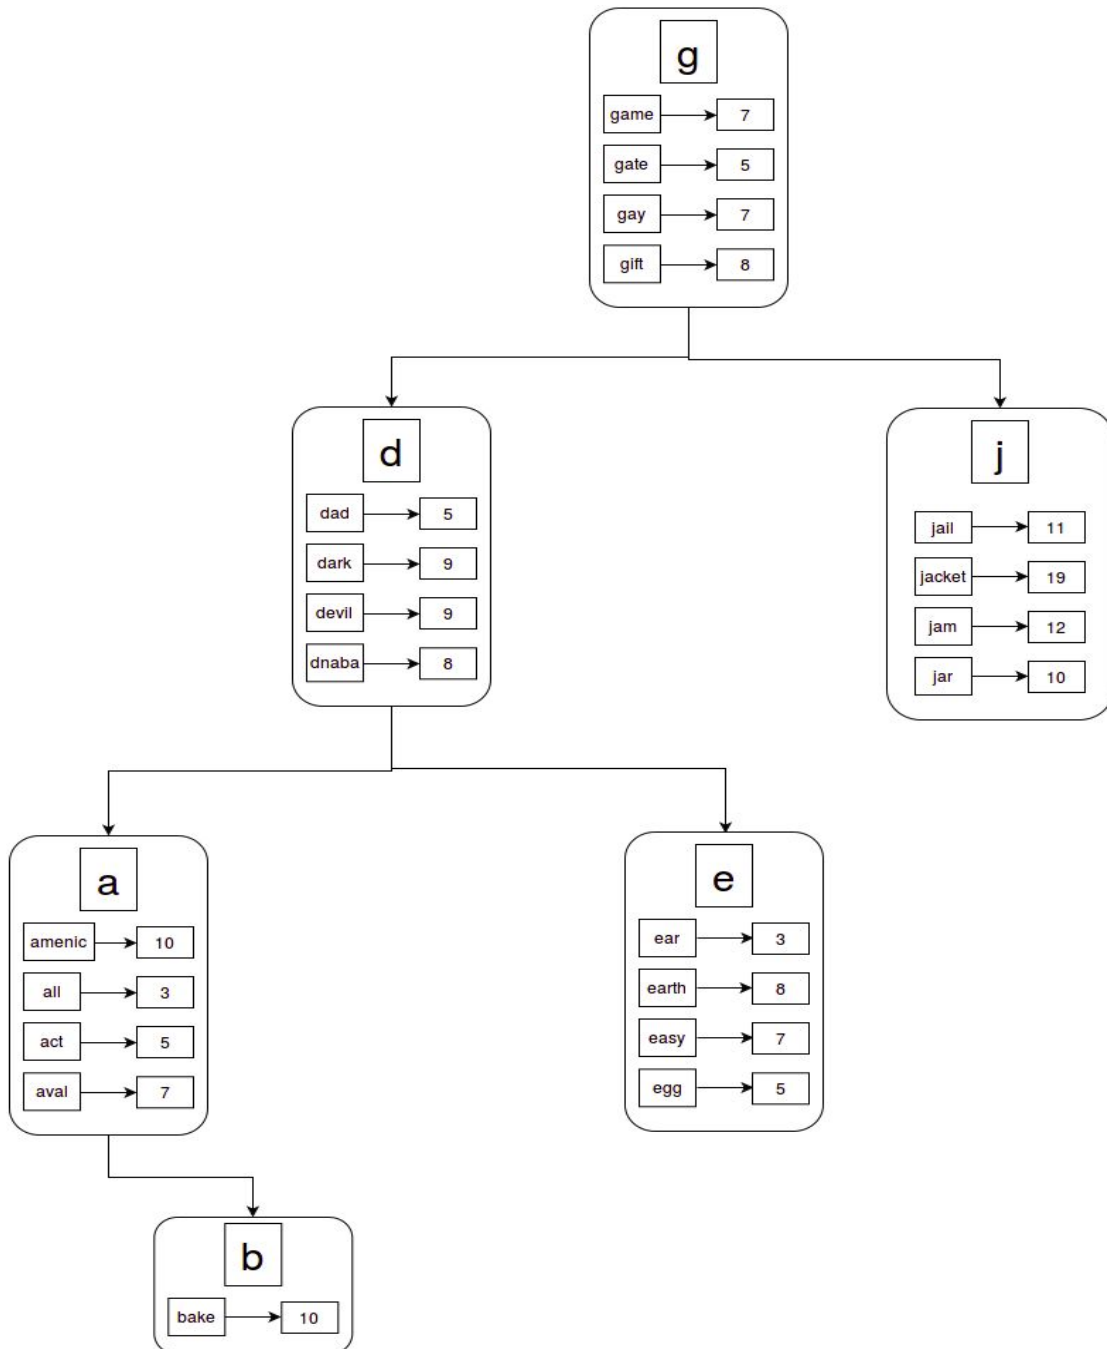 g
game 7
gate 5
gay 7
gift 8
d
dad 5
dark 9
devil 9
dnaba 8
j
jail 11
jacket 19
jam 12
jar 10
a
amenic 10
all 3
act 5
aval 7
e
ear 3
earth 8
easy 7
egg 5
b
bake 10